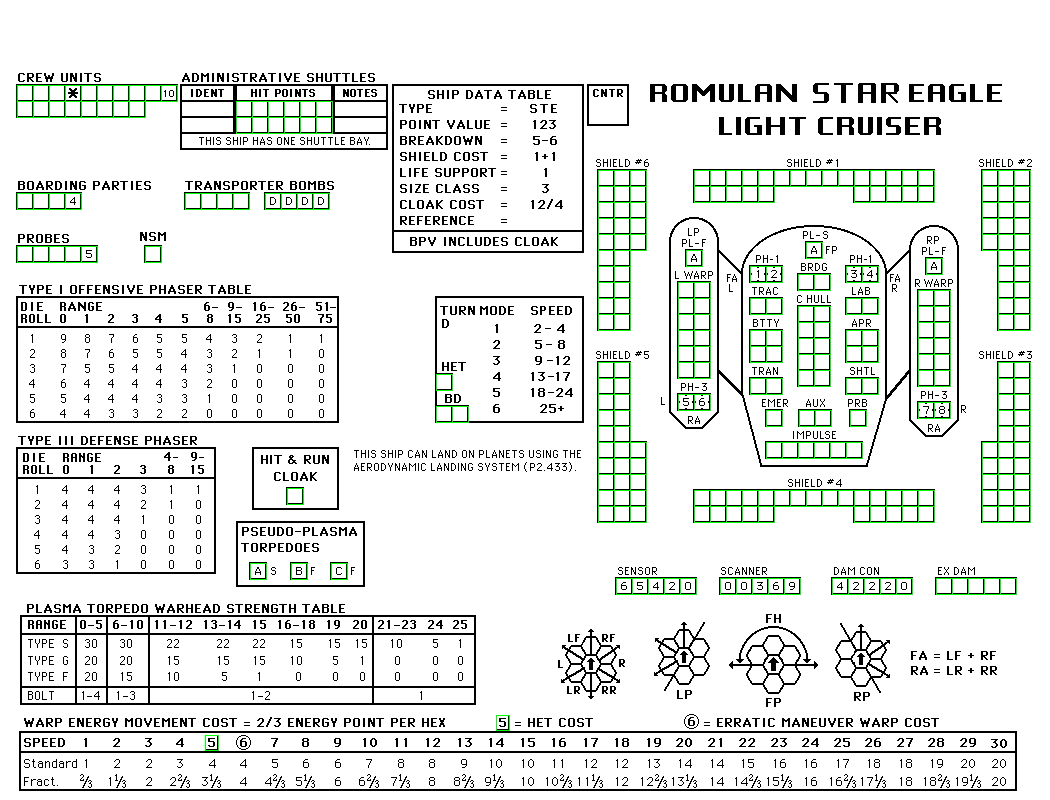 CREW UNITS
10
ADMINISTRATIVE SHUTTLES
IDENT HIT POINTS NOTES
THIS SHIP HAS ONE SHUTTLE BAY.
BOARDING PARTIES
4
TRANSPORTER BOMBS
D D D D
PROBES
5
NSM
SHIP DATA TABLE
TYPE = STE
POINT VALUE = 123
BREAKDOWN = 5-6
SHIELD COST = 1+1
LIFE SUPPORT = 1
SIZE CLASS = 3
CLOAK COST = 12/4
REFERENCE =
BPV INCLUDES CLOAK
CNTR
ROMULAN STAR EAGLE
LIGHT CRUISER
TYPE I OFFENSIVE PHASER TABLE
DIE RANGE 6- 9- 16- 26- 51-
ROLL 0 1 2 3 4 5 8 15 25 50 75
1 9 8 7 6 5 5 4 3 2 1 1
2 8 7 6 5 5 4 3 2 1 1 0
3 7 5 5 4 4 4 3 1 0 0 0
4 6 4 4 4 4 3 2 0 0 0 0
5 5 4 4 4 3 3 1 0 0 0 0
6 4 4 3 3 2 2 0 0 0 0 0
TURN MODE SPEED
D
1 2-4
2 5-8
3 9-12
4 13-17
5 18-24
6 25+
HET
BD
TYPE III DEFENSE PHASER
DIE RANGE 4- 9-
ROLL 0 1 2 3 8 15
1 4 4 4 3 1 1
2 4 4 4 2 1 0
3 4 4 4 1 0 0
4 4 4 3 0 0 0
5 4 3 2 0 0 0
6 3 3 1 0 0 0
HIT & RUN
CLOAK
THIS SHIP CAN LAND ON PLANETS USING THE
AERODYNAMIC LANDING SYSTEM (P2.433).
PSEUDO-PLASMA
TORPEDOES
A S B F C F
SHIELD #6
SHIELD #1
SHIELD #2
LP
PL-F
A
L WARP
PL-S
A FP
RP
PL-F
A
R WARP
PH-1
1 2
BRDG
PH-1
3 4
FA
L
FA
R
TRAC
C HULL
LAB
BTTY
APR
TRAN
SHTL
SHIELD #5
SHIELD #3
PH-3
L 5 6
RA
EMER
AUX
PRB
PH-3
7 8 R
RA
IMPULSE
SHIELD #4
SENSOR
6 5 4 2 0
SCANNER
0 0 3 6 9
DAM CON
4 2 2 2 0
EX DAM
PLASMA TORPEDO WARHEAD STRENGTH TABLE
RANGE 0-5 6-10 11-12 13-14 15 16-18 19 20 21-23 24 25
TYPE S 30 30 22 22 22 15 15 15 10 5 1
TYPE G 20 20 15 15 15 10 5 1 0 0 0
TYPE F 20 15 10 5 1 0 0 0 0 0 0
BOLT 1-4 1-3 1-2 1
LF RF
L R
LR RR
LP
FH
FP
RP
FA = LF + RF
RA = LR + RR
WARP ENERGY MOVEMENT COST = 2/3 ENERGY POINT PER HEX
5 = HET COST
6 = ERRATIC MANEUVER WARP COST
SPEED 1 2 3 4 5 6 7 8 9 10 11 12 13 14 15 16 17 18 19 20 21 22 23 24 25 26 27 28 29 30
Standard 1 2 2 3 4 4 5 6 6 7 8 8 9 10 10 11 12 12 13 14 14 15 16 16 17 18 18 19 20 20
Fract. ⅔ 1⅓ 2 2⅔ 3⅓ 4 4⅔ 5⅓ 6 6⅔ 7⅓ 8 8⅔ 9⅓ 10 10⅔ 11⅓ 12 12⅔ 13⅓ 14 14⅔ 15⅓ 16 16⅔ 17⅓ 18 18⅔ 19⅓ 20